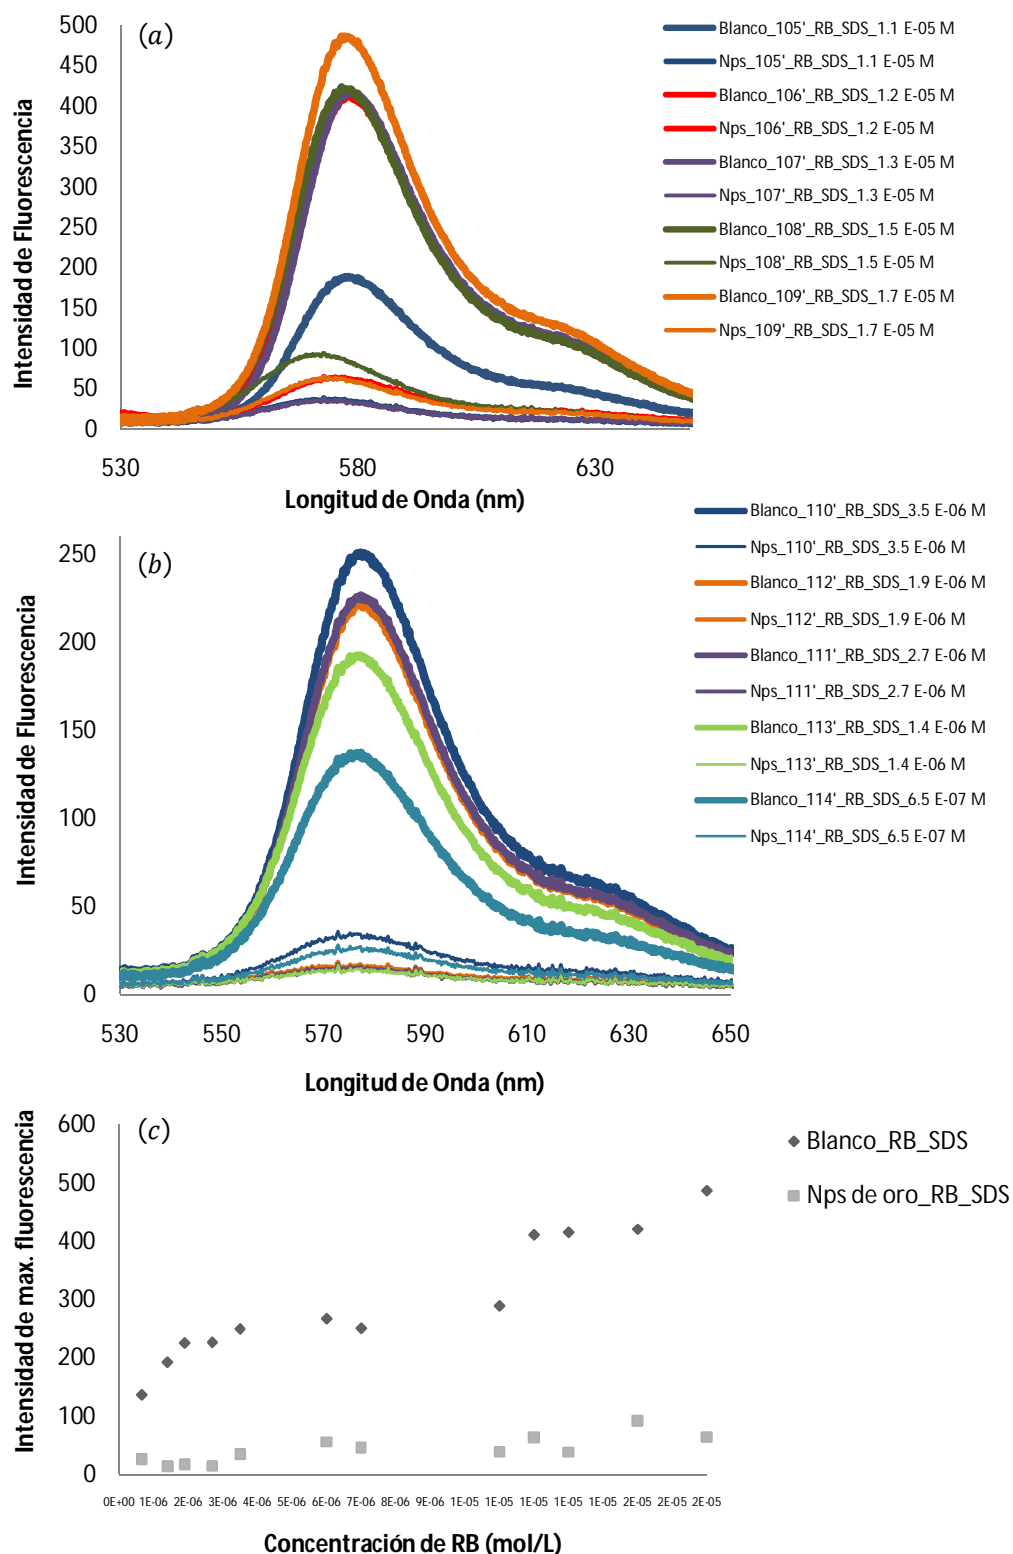 (a)
Intensidad de Fluorescencia
500
450
400
350
300
250
200
150
100
50
0
530
580
630
Longitud de Onda (nm)
Blanco_105'_RB_SDS_1.1 E-05 M
Nps_105'_RB_SDS_1.1 E-05 M
Blanco_106'_RB_SDS_1.2 E-05 M
Nps_106'_RB_SDS_1.2 E-05 M
Blanco_107'_RB_SDS_1.3 E-05 M
Nps_107'_RB_SDS_1.3 E-05 M
Blanco_108'_RB_SDS_1.5 E-05 M
Nps_108'_RB_SDS_1.5 E-05 M
Blanco_109'_RB_SDS_1.7 E-05 M
Nps_109'_RB_SDS_1.7 E-05 M
(b)
Intensidad de Fluorescencia
250
200
150
100
50
0
530
550
570
590
610
630
650
Longitud de Onda (nm)
Blanco_110'_RB_SDS_3.5 E-06 M
Nps_110'_RB_SDS_3.5 E-06 M
Blanco_112'_RB_SDS_1.9 E-06 M
Nps_112'_RB_SDS_1.9 E-06 M
Blanco_111'_RB_SDS_2.7 E-06 M
Nps_111'_RB_SDS_2.7 E-06 M
Blanco_113'_RB_SDS_1.4 E-06 M
Nps_113'_RB_SDS_1.4 E-06 M
Blanco_114'_RB_SDS_6.5 E-07 M
Nps_114'_RB_SDS_6.5 E-07 M
(c)
Intensidad de max. fluorescencia
600
500
400
300
200
100
0
0E+00 1E-06 2E-06 3E-06 4E-06 5E-06 6E-06 7E-06 8E-06 9E-06 1E-05 1E-05 1E-05 1E-05 1E-05 2E-05 2E-05 2E-05
Concentración de RB (mol/L)
Blanco_RB_SDS
Nps de oro_RB_SDS